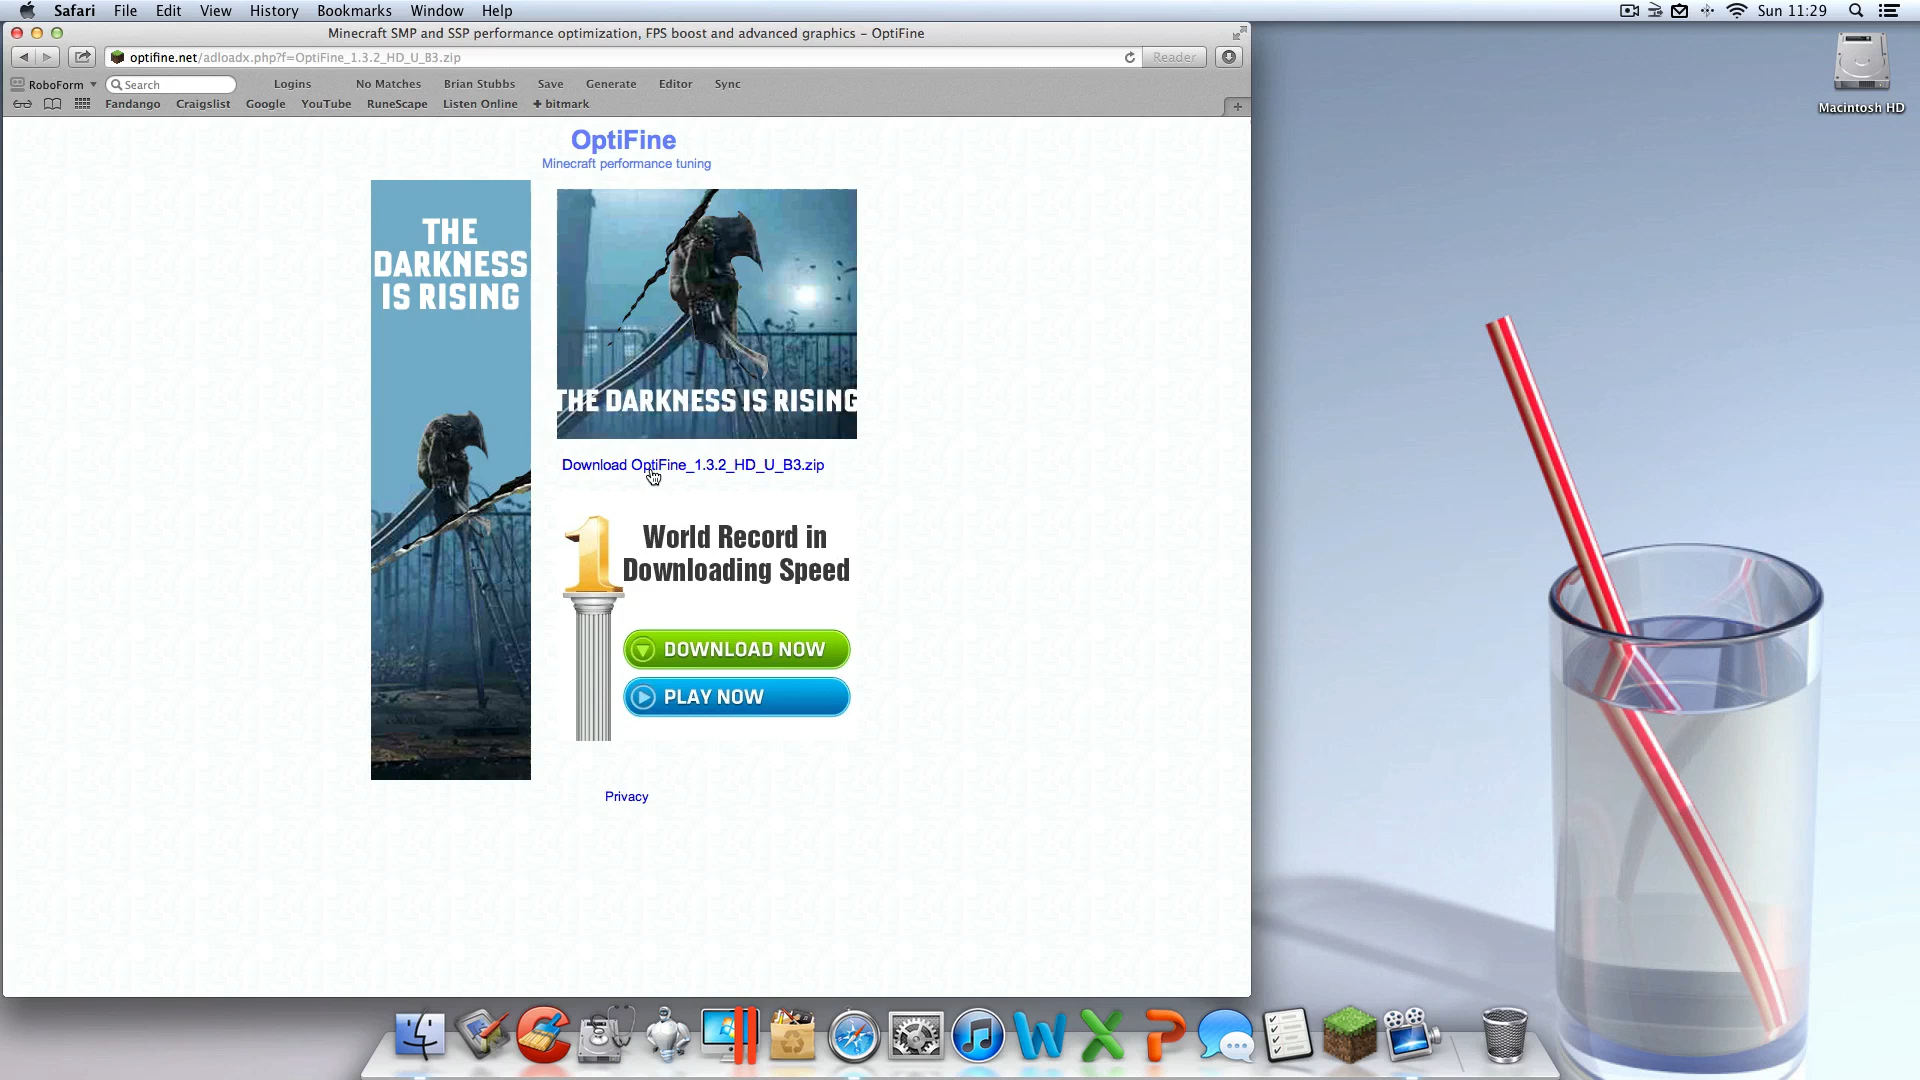 Safari File Edit View History Bookmarks Window Help Sun 11:29
Minecraft SMP and SSP performance optimization, FPS boost and advanced graphics – OptiFine
optifine.net/adloadx.php?f=OptiFine_1.3.2_HD_U_B3.zip Reader
RoboForm Search Logins No Matches Brian Stubbs Save Generate Editor Sync
Fandango Craigslist Google YouTube RuneScape Listen Online + bitmark
Macintosh HD
OptiFine
Minecraft performance tuning
THE
DARKNESS
IS RISING
THE DARKNESS IS RISING
Download OptiFine_1.3.2_HD_U_B3.zip
1
World Record in
Downloading Speed
DOWNLOAD NOW
PLAY NOW
Privacy